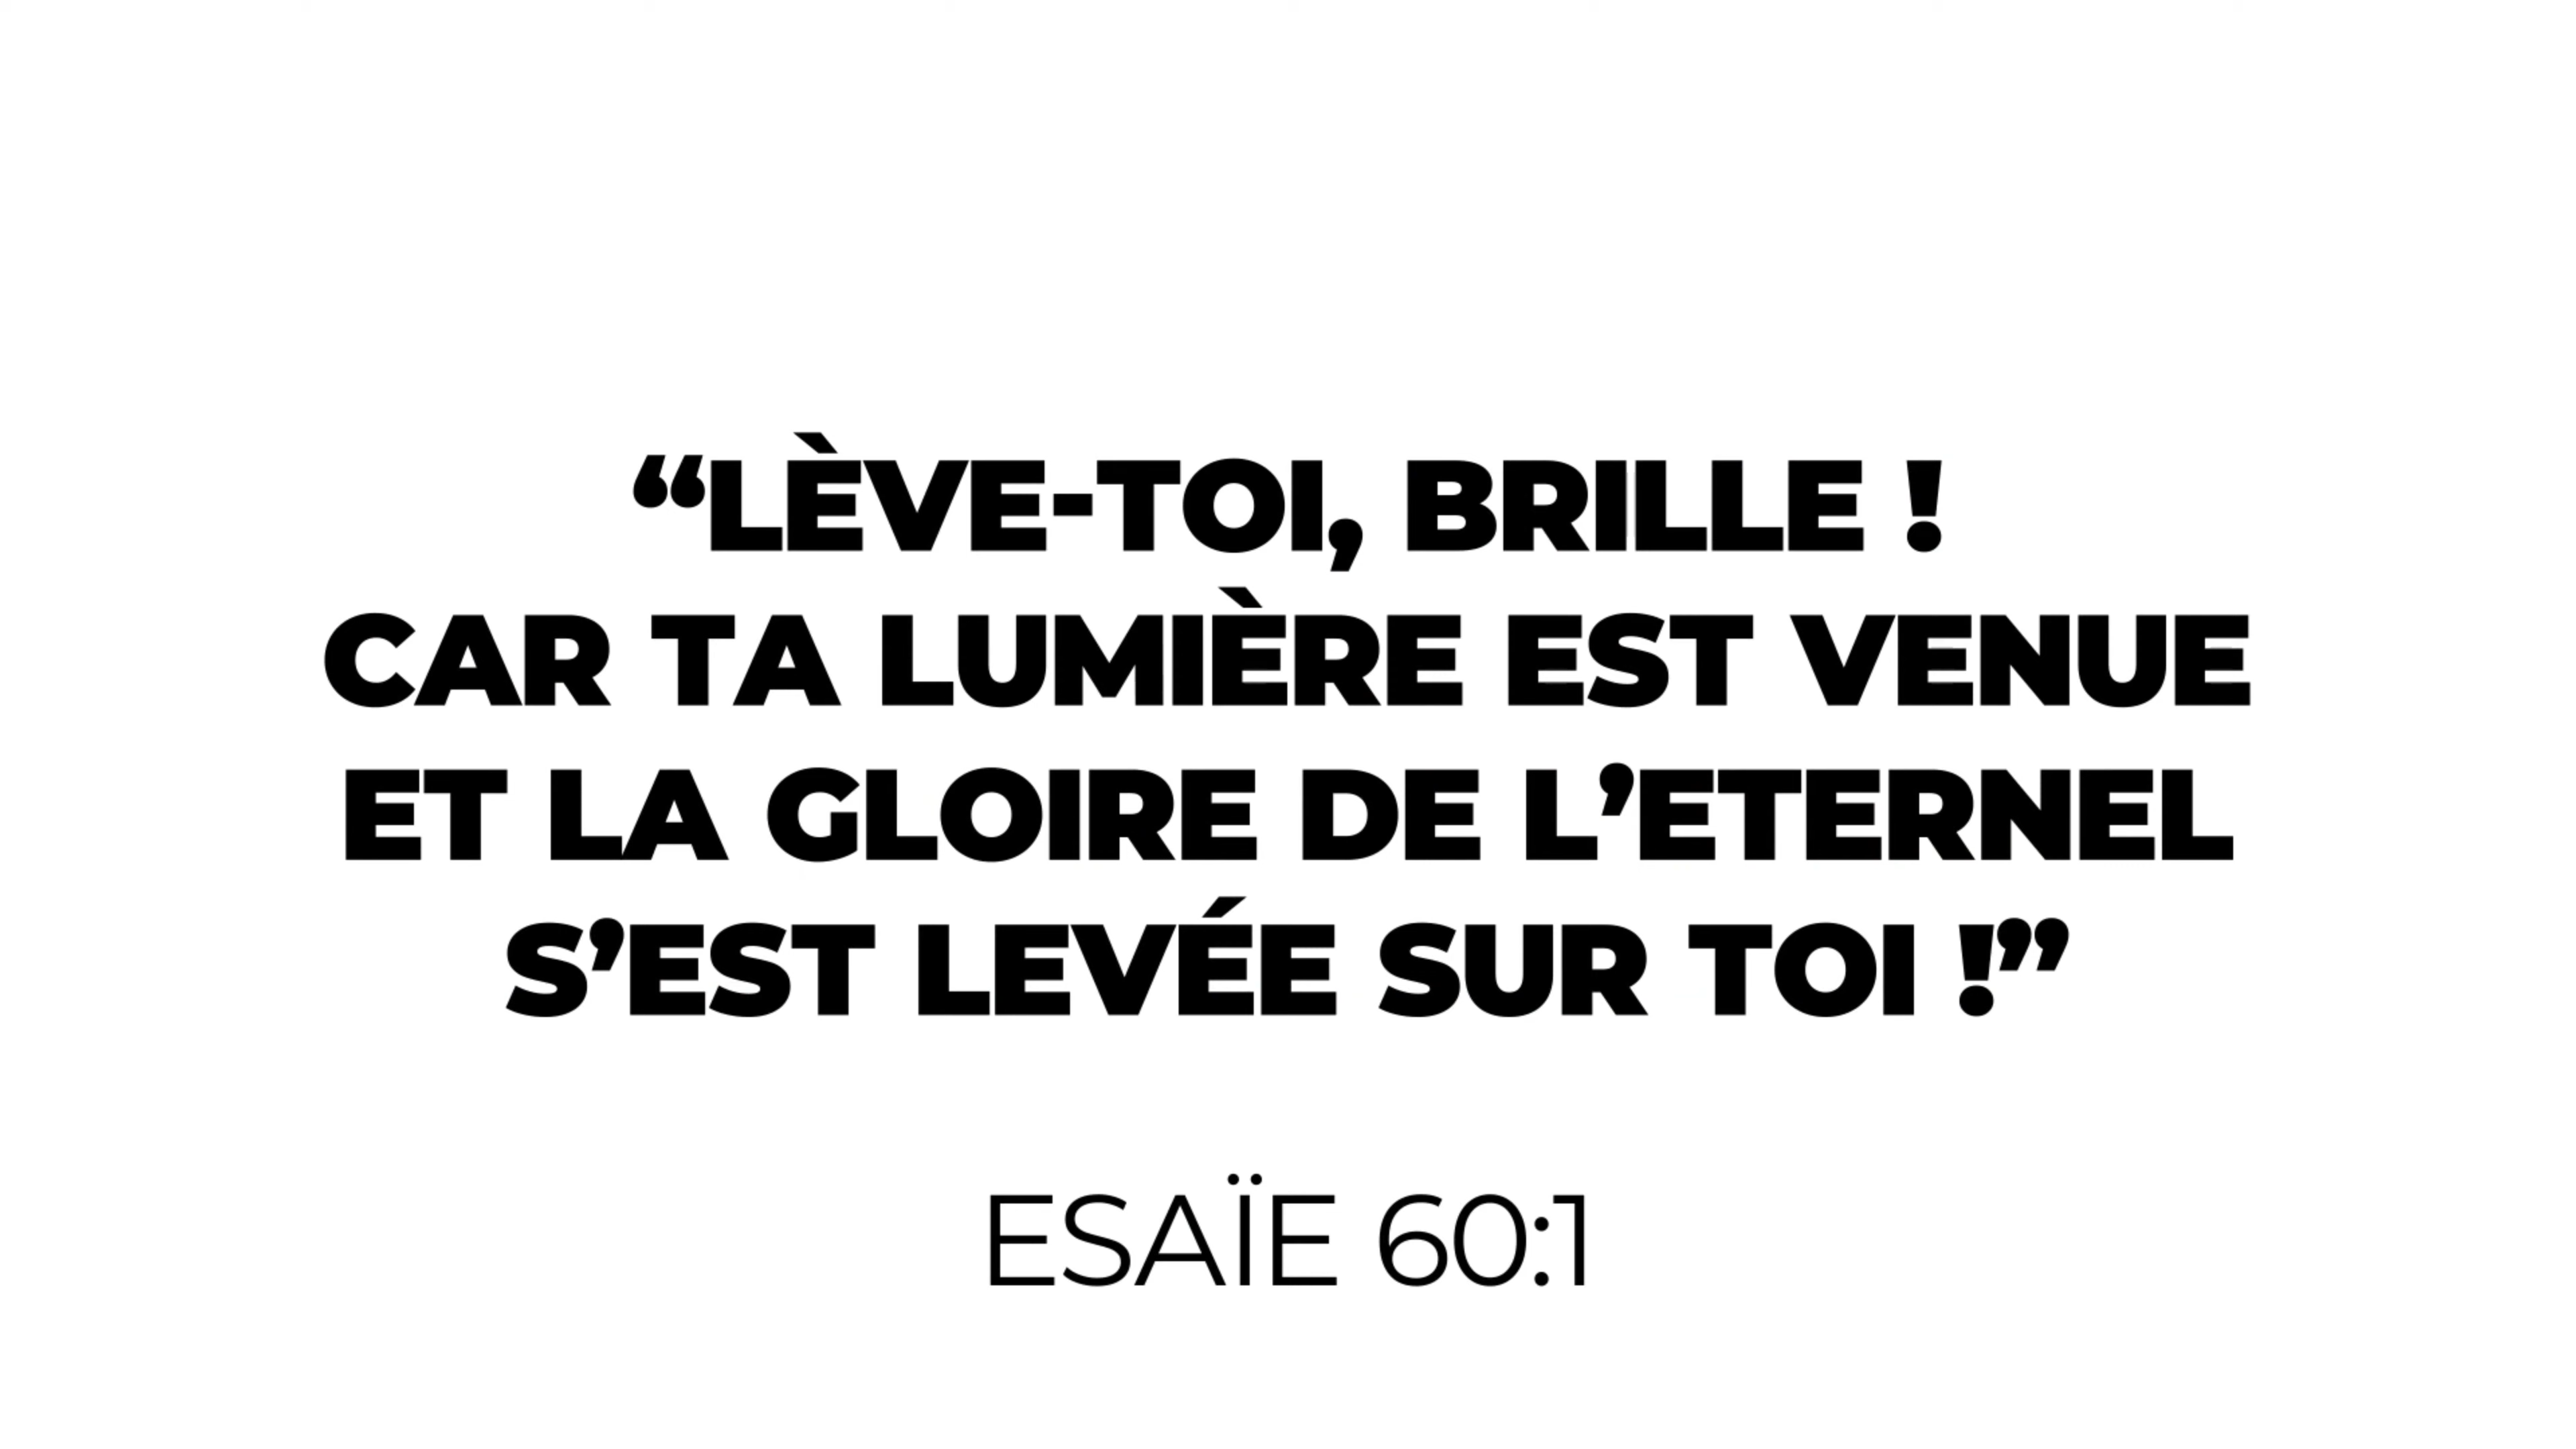 “LÈVE-TOI, BRILLE !
CAR TA LUMIÈRE EST VENUE
ET LA GLOIRE DE L’ETERNEL
S’EST LEVÉE SUR TOI !”
ESAÏE 60:1